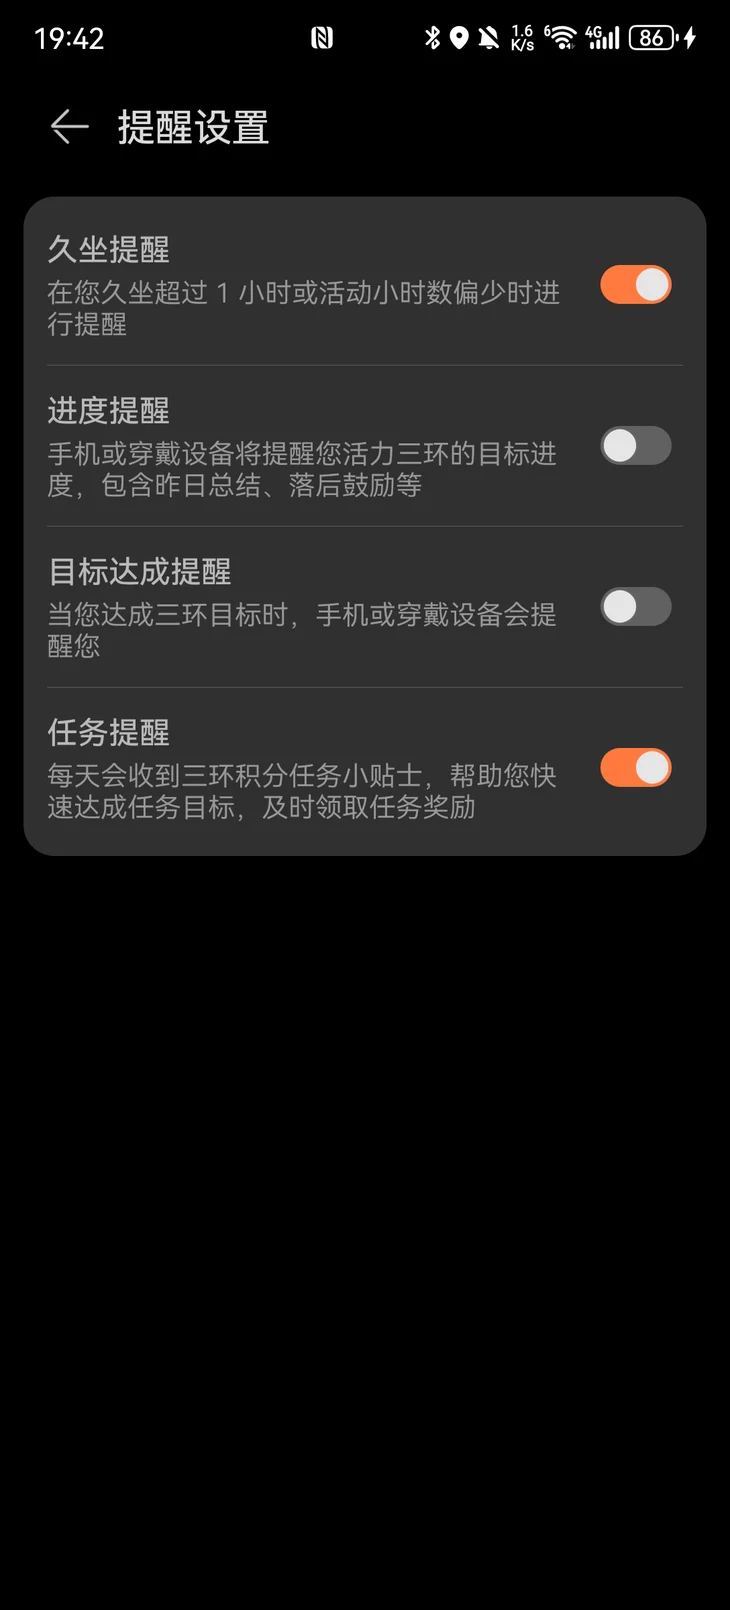 19:42
1.6
K/s
6
4G
86
提醒设置
久坐提醒
在您久坐超过 1 小时或活动小时数偏少时进
行提醒
进度提醒
手机或穿戴设备将提醒您活力三环的目标进
度，包含昨日总结、落后鼓励等
目标达成提醒
当您达成三环目标时，手机或穿戴设备会提
醒您
任务提醒
每天会收到三环积分任务小贴士，帮助您快
速达成任务目标，及时领取任务奖励